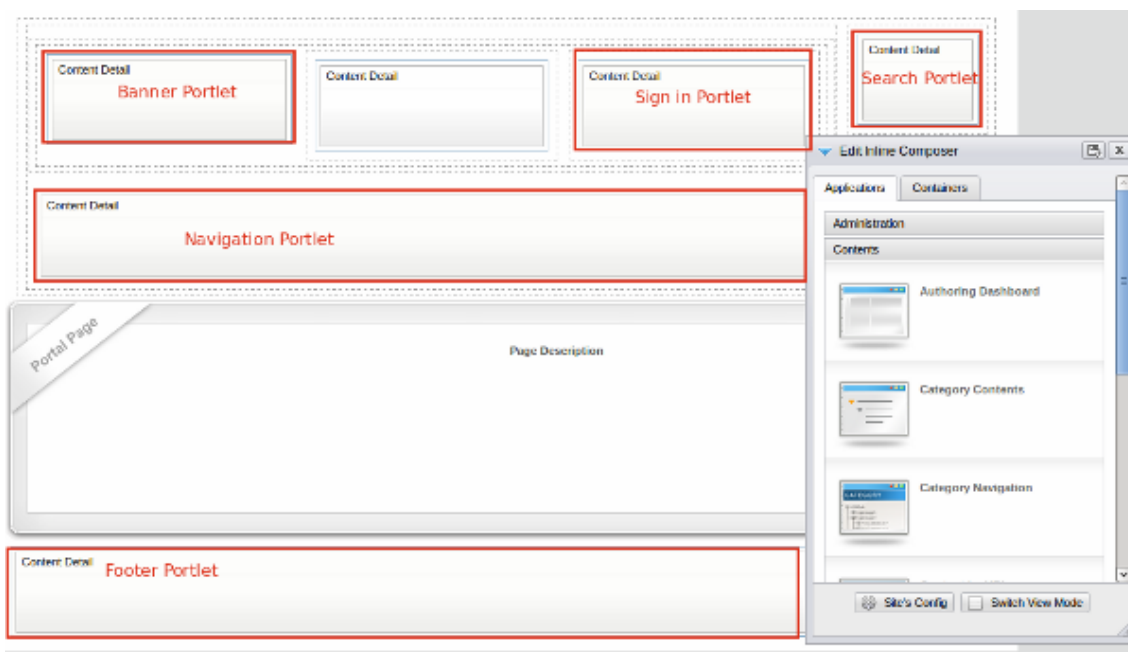 Content Detail
Banner Portlet
Content Detail
Content Detail
Sign in Portlet
Content Detail
Search Portlet
Content Detail
Navigation Portlet
Portal Page
Page Description
Content Detail
Footer Portlet
Edit Inline Composer
Applications
Containers
Administration
Contents
Authoring Dashboard
Category Contents
Category Navigation
Site's Config
Switch View Mode